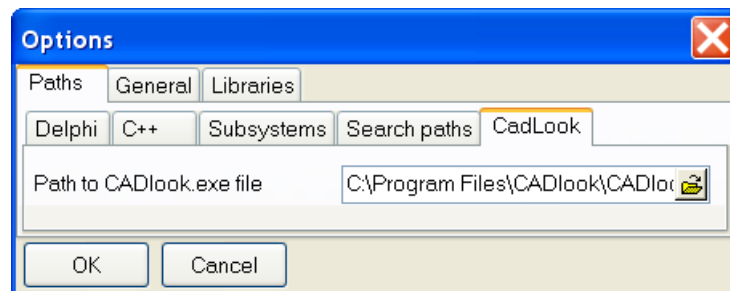 Options
Paths General Libraries
Delphi C++ Subsystems Search paths CadLook
Path to CADlook.exe file C:\Program Files\CADlook\CADloo
OK Cancel